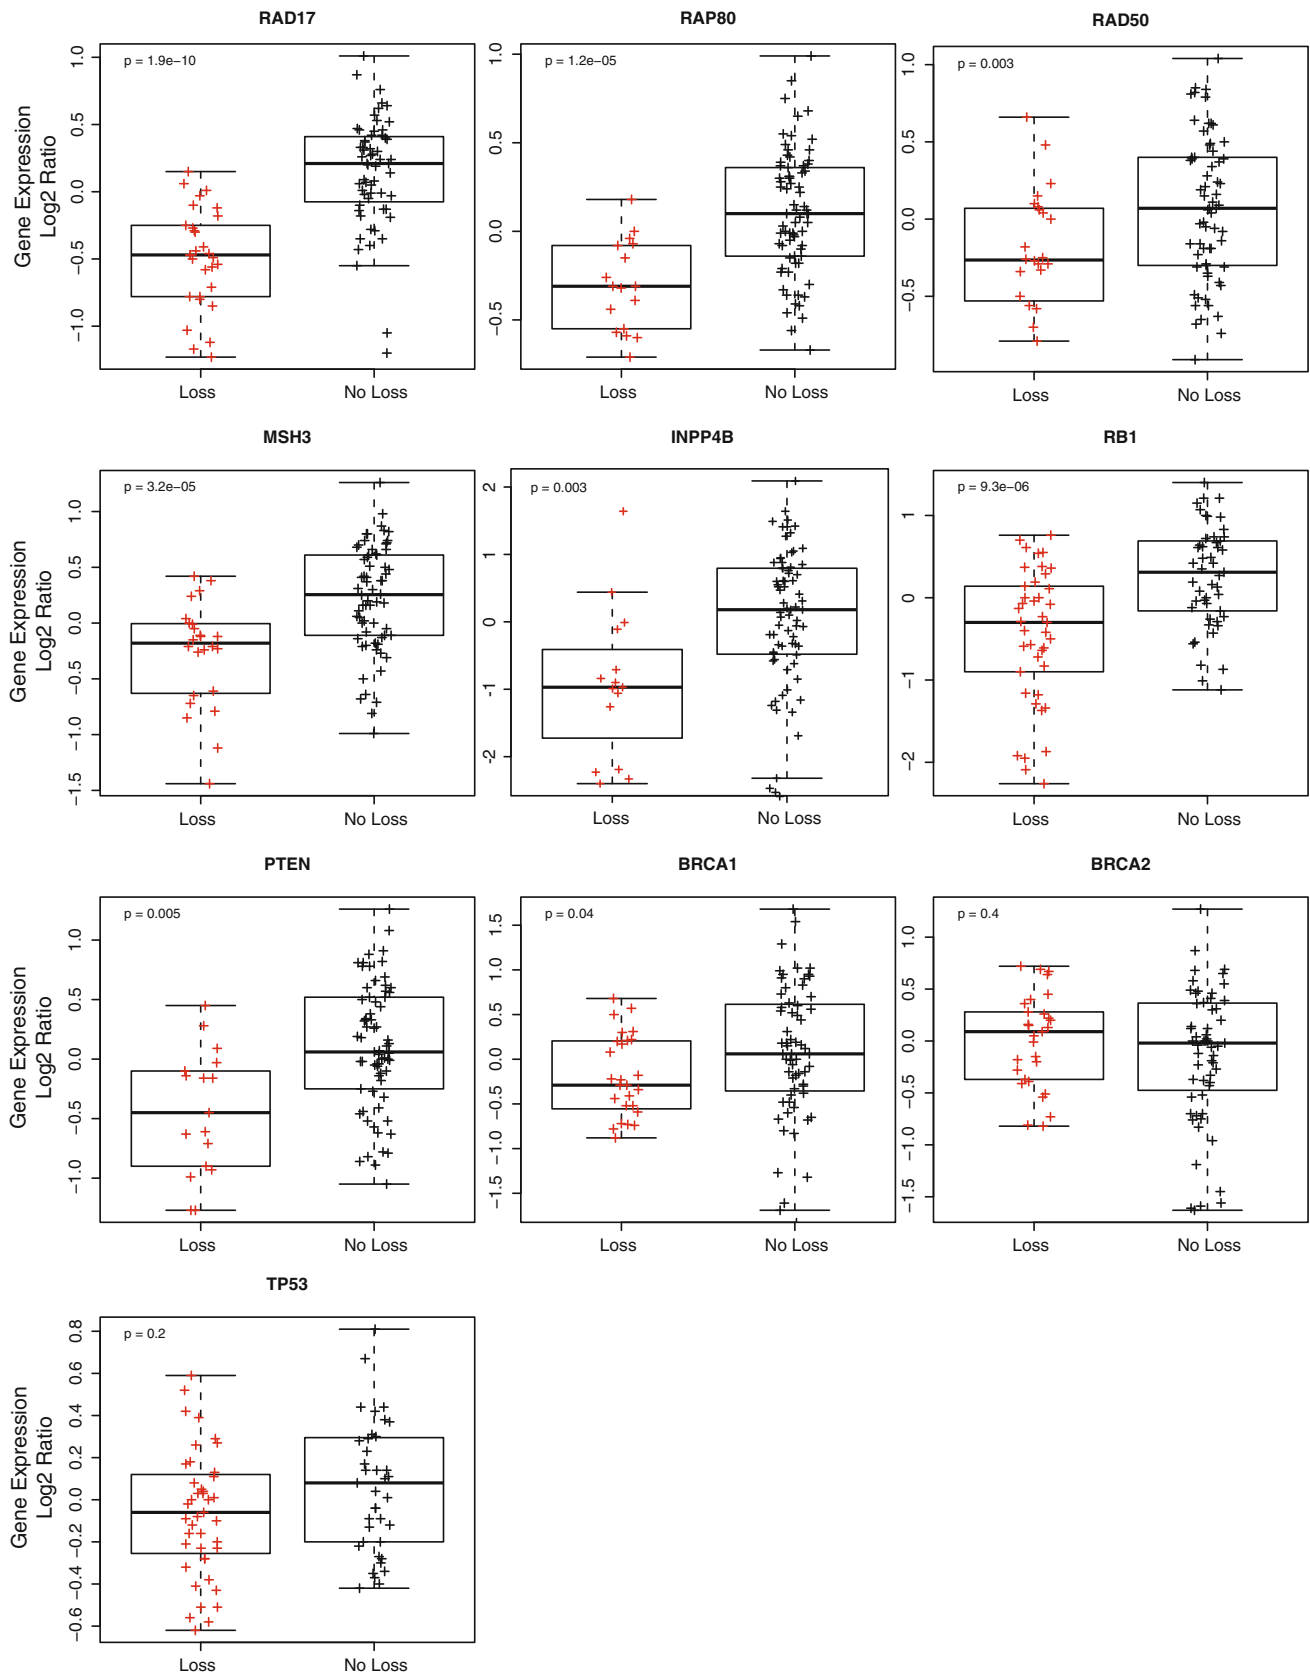 RAD17
RAP80
RAD50
p = 1.9e-10
p = 1.2e-05
p = 0.003
Gene Expression
Log2 Ratio
1.0
0.5
0.0
−0.5
−1.0
1.0
0.5
0.0
−0.5
1.0
0.5
0.0
−0.5
Loss
No Loss
Loss
No Loss
Loss
No Loss
MSH3
INPP4B
RB1
p = 3.2e-05
p = 0.003
p = 9.3e-06
Gene Expression
Log2 Ratio
1.0
0.5
0.0
−0.5
−1.0
−1.5
2
1
0
−1
-2
1
0
−1
−2
Loss
No Loss
Loss
No Loss
Loss
No Loss
PTEN
BRCA1
BRCA2
p = 0.005
p = 0.04
p = 0.4
Gene Expression
Log2 Ratio
1.0
0.5
0.0
−0.5
−1.0
1.5
1.0
0.5
0.0
−0.5
−1.0
−1.5
1.0
0.5
0.0
−0.5
−1.0
−1.5
Loss
No Loss
Loss
No Loss
Loss
No Loss
TP53
p = 0.2
Gene Expression
Log2 Ratio
0.8
0.6
0.4
0.2
0.0
−0.2
−0.4
−0.6
Loss
No Loss